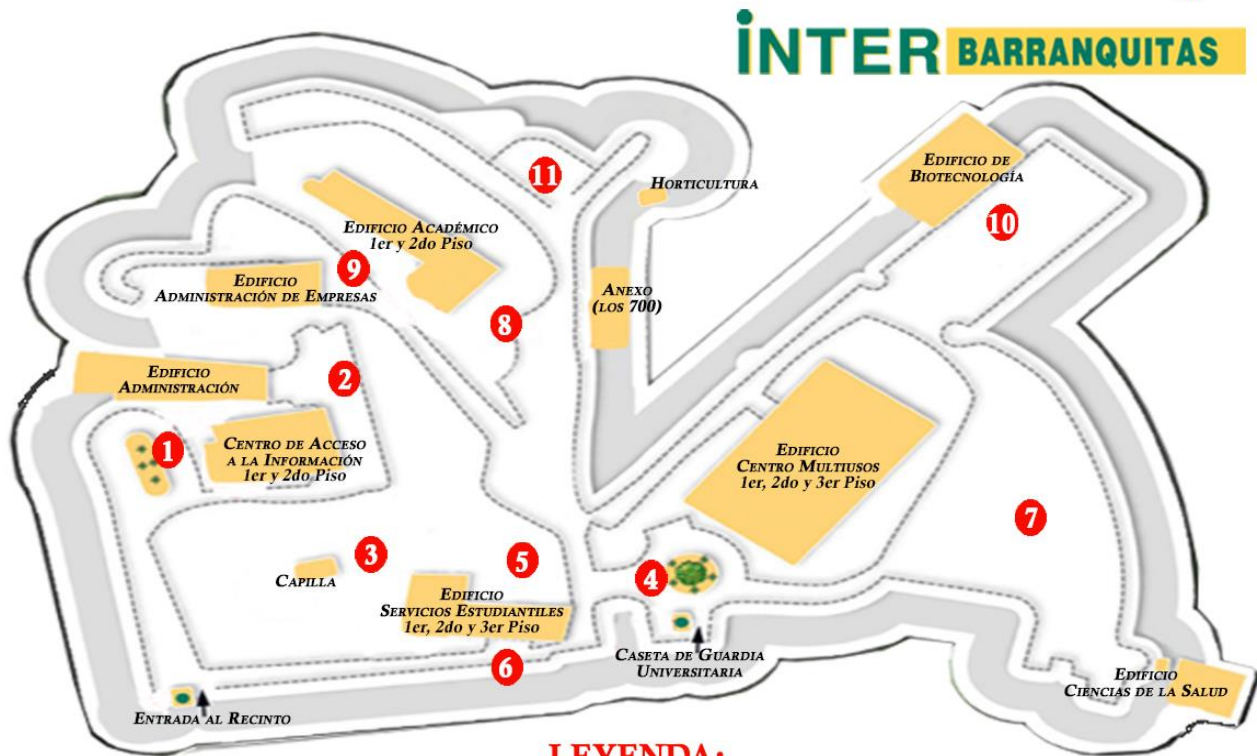 INTER BARRANQUITAS
EDIFICIO DE
BIOTECNOLOGÍA
11
HORTICULTURA
10
EDIFICIO ACADÉMICO
1er y 2do PISO
9
EDIFICIO
ADMINISTRACIÓN DE EMPRESAS
ANEXO
(LOS 700)
8
EDIFICIO
ADMINISTRACIÓN
2
1
CENTRO DE ACCESO
A LA INFORMACIÓN
1er y 2do PISO
EDIFICIO
CENTRO MULTIUSOS
1er, 2do y 3er PISO
7
3
CAPILLA
5
4
EDIFICIO
SERVICIOS ESTUDIANTILES
1er, 2do y 3er PISO
6
CASETA DE GUARDIA
UNIVERSITARIA
EDIFICIO
CIENCIAS DE LA SALUD
ENTRADA AL RECINTO
LEYENDA: